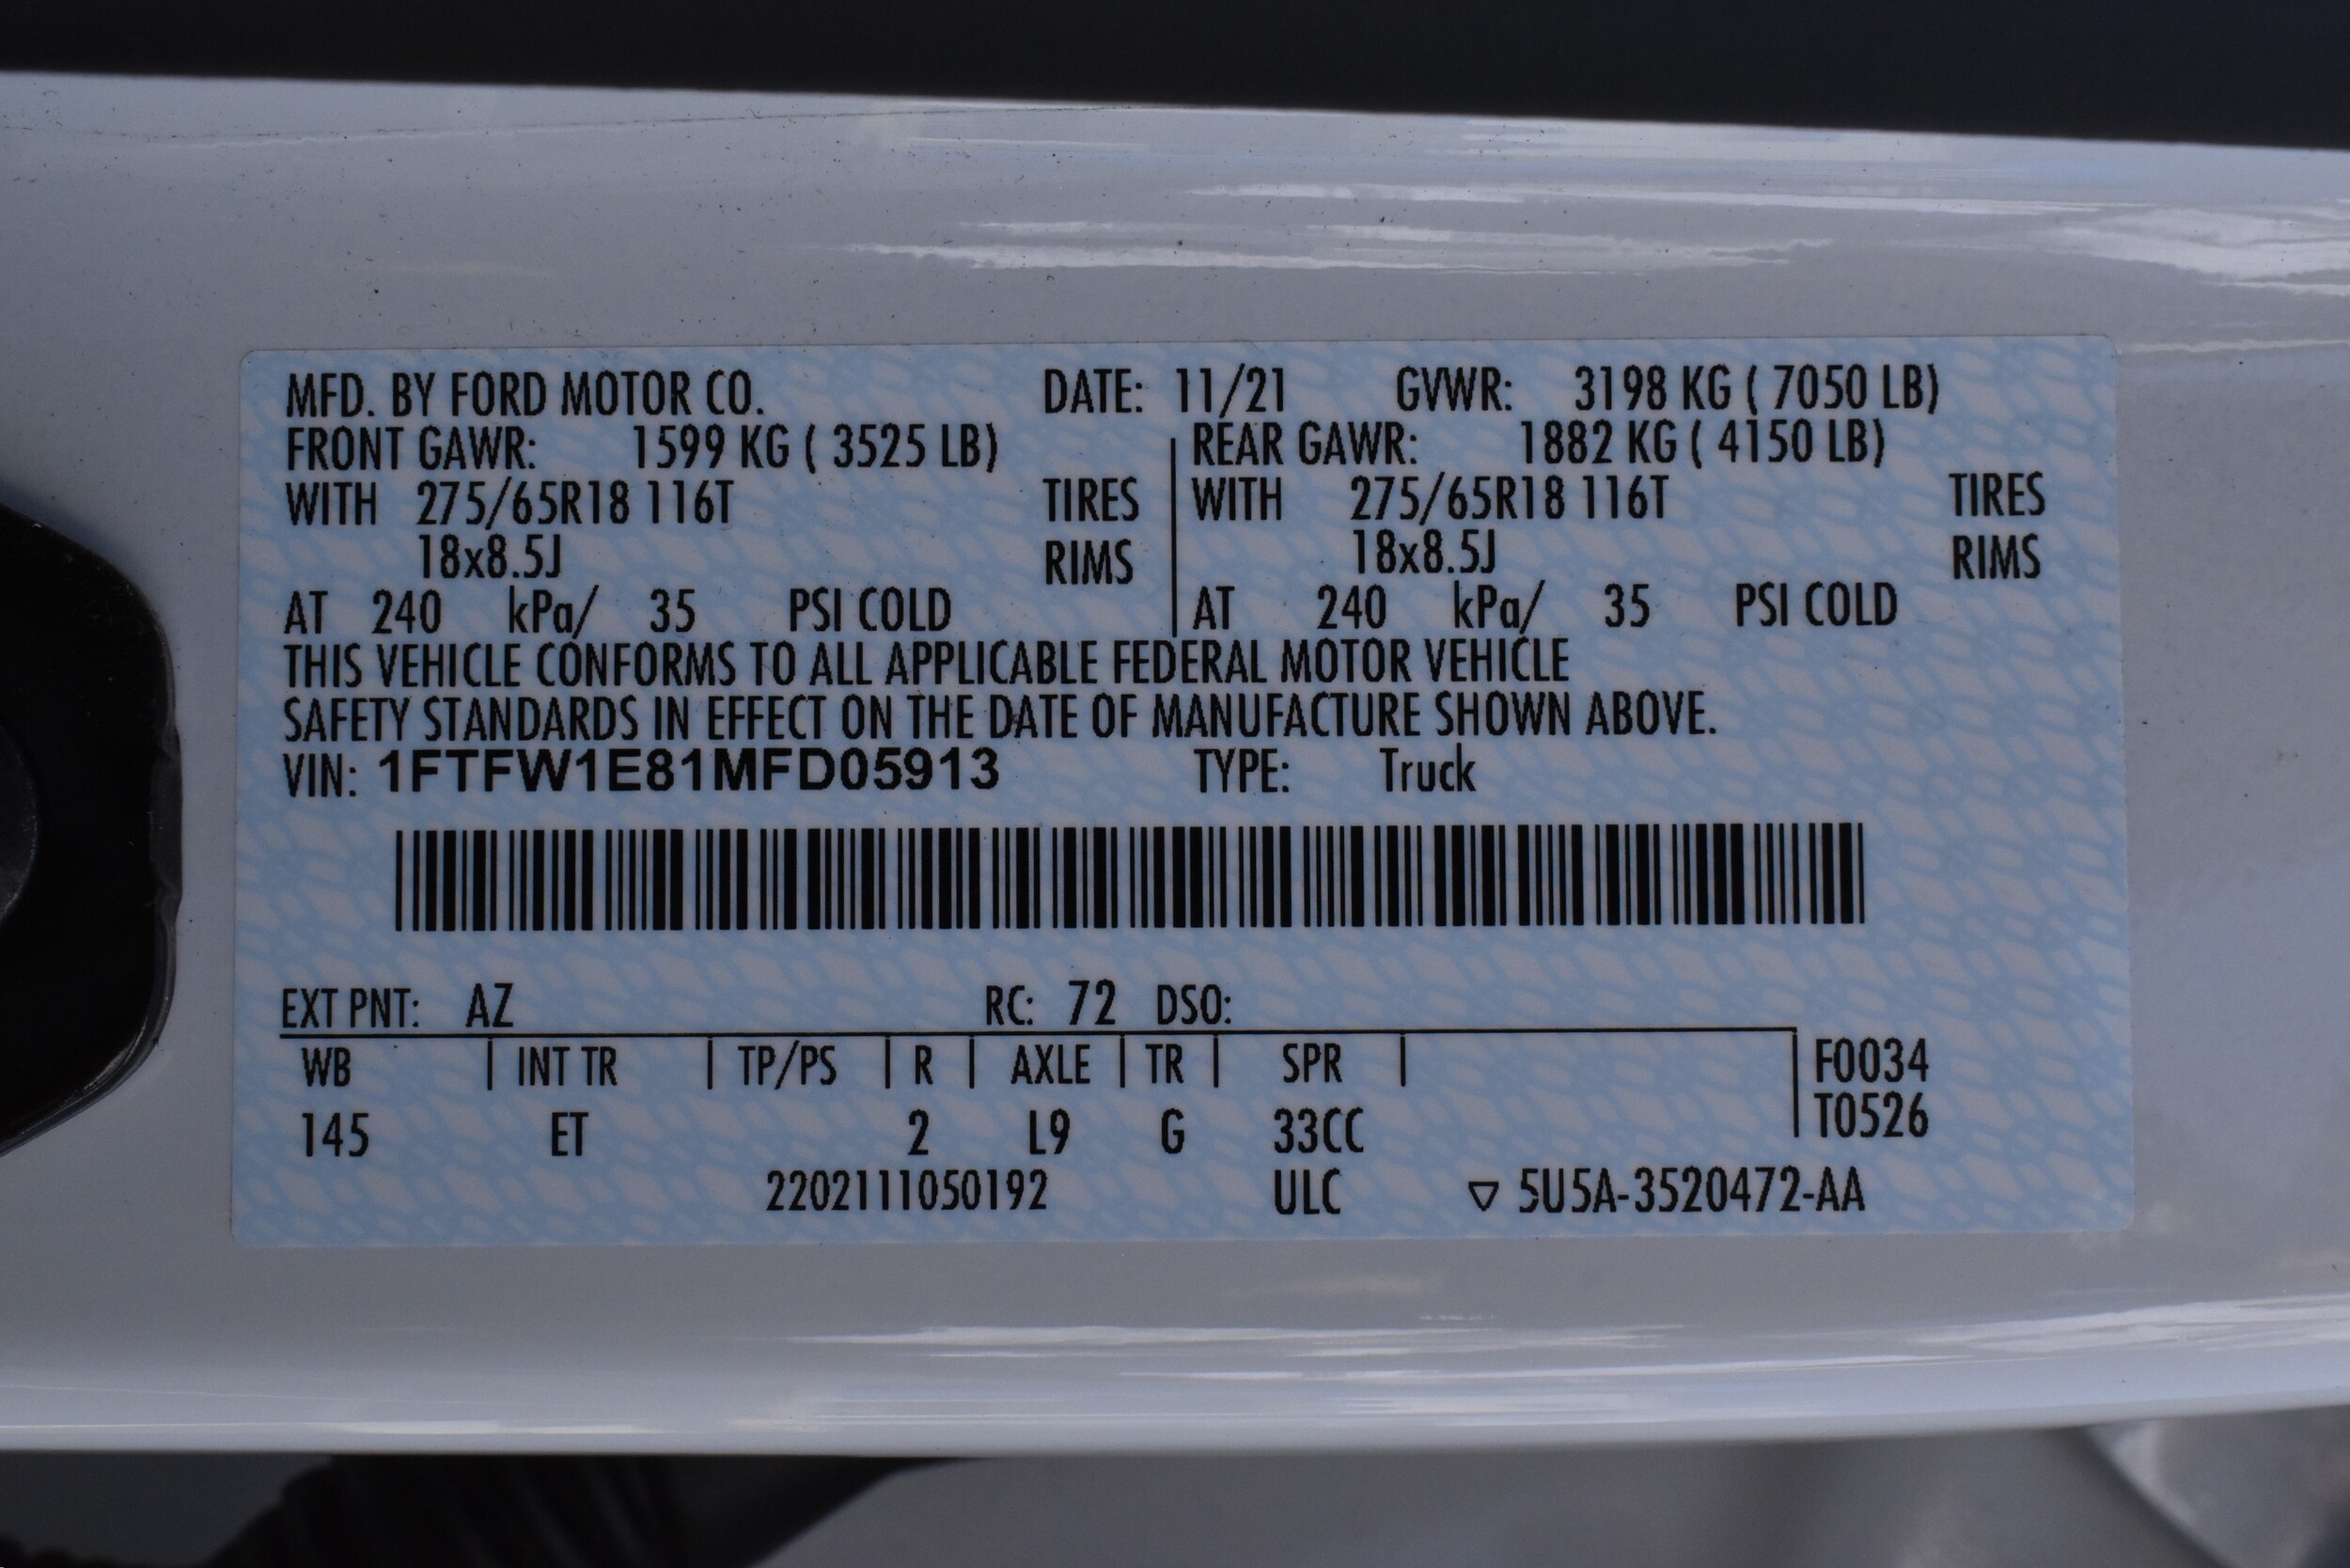 MFD. BY FORD MOTOR CO. DATE: 11/21 GVWR: 3198 KG ( 7050 LB)
FRONT GAWR: 1599 KG ( 3525 LB) REAR GAWR: 1882 KG ( 4150 LB)
WITH 275/65R18 116T TIRES WITH 275/65R18 116T TIRES
18x8.5J RIMS 18x8.5J RIMS
AT 240 kPa/ 35 PSI COLD AT 240 kPa/ 35 PSI COLD
THIS VEHICLE CONFORMS TO ALL APPLICABLE FEDERAL MOTOR VEHICLE
SAFETY STANDARDS IN EFFECT ON THE DATE OF MANUFACTURE SHOWN ABOVE.
VIN: 1FTFW1E81MFD05913 TYPE: Truck
EXT PNT: AZ RC: 72 DSO:
WB INT TR TP/PS R AXLE TR SPR F0034
T0526
145 ET 2 L9 G 33CC
2202111050192 ULC ▽ 5U5A-3520472-AA